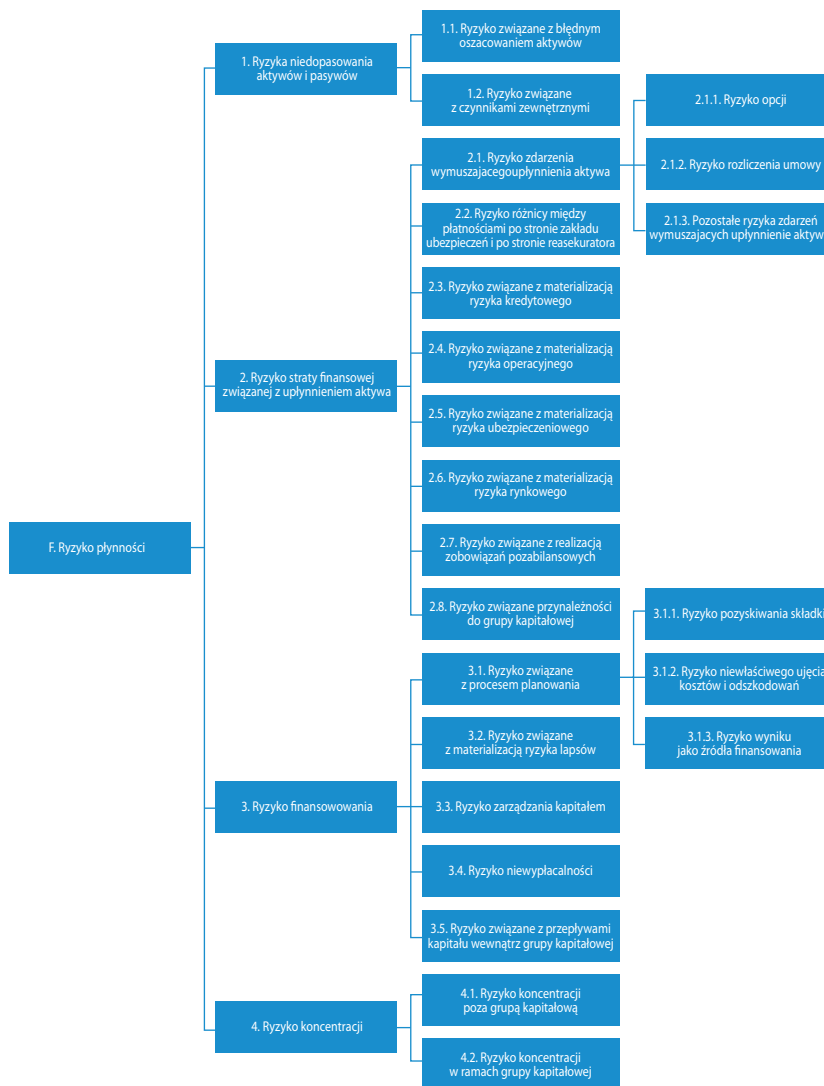 F. Ryzyko płynności
1. Ryzyka niedopasowania
aktywów i pasywów
1.1. Ryzyko związane z błędnym
oszacowaniem aktywów
1.2. Ryzyko związane
z czynnikami zewnętrznymi
2. Ryzyko straty finansowej
związanej z upłynnieniem aktywa
2.1. Ryzyko zdarzenia
wymuszajacegoupłynnienia aktywa
2.1.1. Ryzyko opcji
2.1.2. Ryzyko rozliczenia umowy
2.1.3. Pozostałe ryzyka zdarzeń
wymuszajacych upłynnienie aktyw
2.2. Ryzyko różnicy między
płatnościami po stronie zakładu
ubezpieczeń i po stronie reasekuratora
2.3. Ryzyko związane z materializacją
ryzyka kredytowego
2.4. Ryzyko związane z materializacją
ryzyka operacyjnego
2.5. Ryzyko związane z materializacją
ryzyka ubezpieczeniowego
2.6. Ryzyko związane z materializacją
ryzyka rynkowego
2.7. Ryzyko związane z realizacją
zobowiązań pozabilansowych
2.8. Ryzyko związane przynależności
do grupy kapitałowej
3. Ryzyko finansowowania
3.1. Ryzyko związane
z procesem planowania
3.1.1. Ryzyko pozyskiwania składki
3.1.2. Ryzyko niewłaściwego ujęcia
kosztów i odszkodowań
3.1.3. Ryzyko wyniku
jako źródła finansowania
3.2. Ryzyko związane
z materializacją ryzyka lapsów
3.3. Ryzyko zarządzania kapitałem
3.4. Ryzyko niewypłacalności
3.5. Ryzyko związane z przepływami
kapitału wewnątrz grupy kapitałowej
4. Ryzyko koncentracji
4.1. Ryzyko koncentracji
poza grupą kapitałową
4.2. Ryzyko koncentracji
w ramach grupy kapitałowej